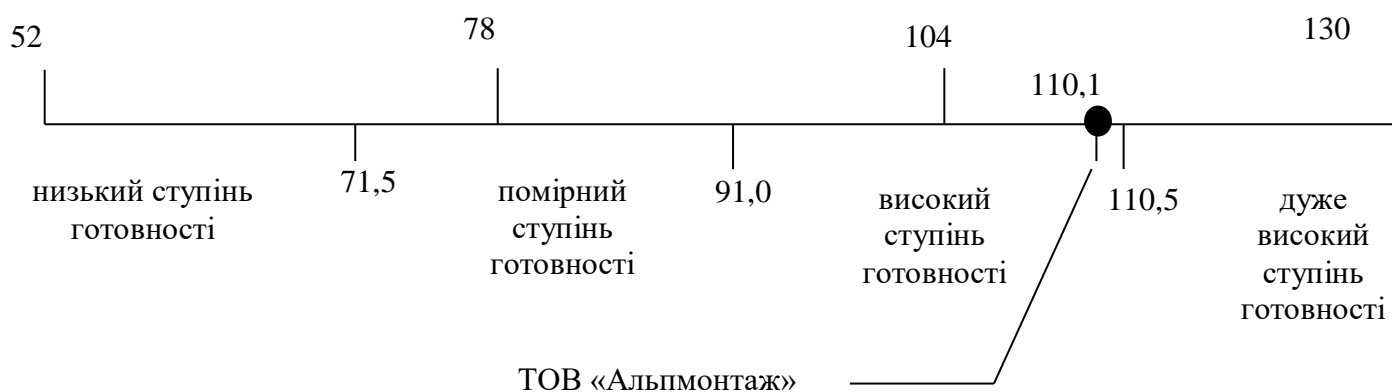 52
78
104
130
110,1
низький ступінь
готовності
71,5
помірний
ступінь
готовності
91,0
високий
ступінь
готовності
110,5
дуже
високий
ступінь
готовності
ТОВ «Альпмонтаж»